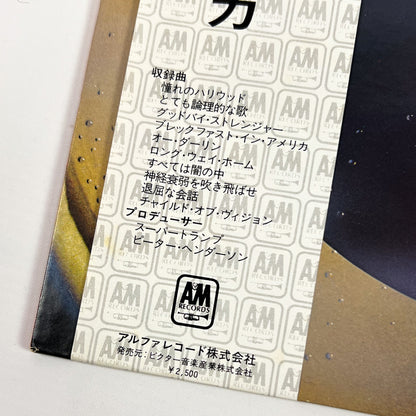 カ
収録曲
憧れのハリウッド
とても論理的な歌
グッドバイ・ストレンジャー
ブレックファスト・イン・アメリカ
オー・ダーリン
ロング・ウェイ・ホーム
すべては闇の中
神経衰弱を吹き飛ばせ
退屈な会話
チャイルド・オブ・ヴィジョン
プロデューサー
スーパートランプ
ピーター・ヘンダーソン
A&M
RECORDS
アルファレコード株式会社
発売元:ビクター音楽産業株式会社
¥2,500